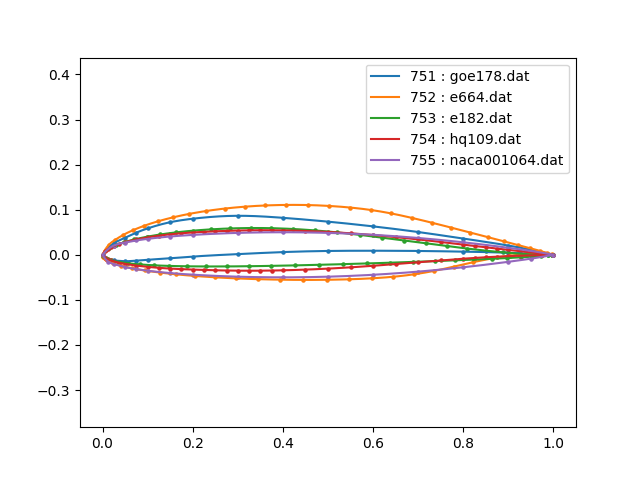 0.4
0.3
0.2
0.1
0.0
−0.1
−0.2
−0.3
0.0 0.2 0.4 0.6 0.8 1.0
751 : goe178.dat
752 : e664.dat
753 : e182.dat
754 : hq109.dat
755 : naca001064.dat